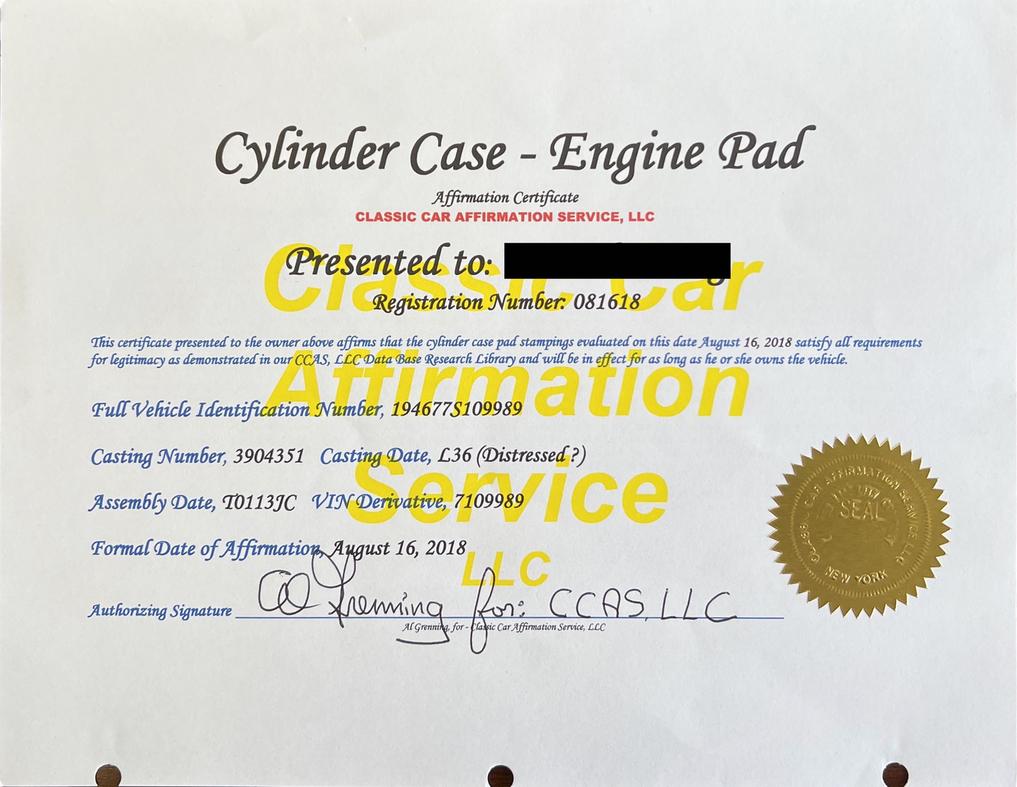 Cylinder Case - Engine Pad
Affirmation Certificate
CLASSIC CAR AFFIRMATION SERVICE, LLC
Presented to:
Registration Number: 081618
This certificate presented to the owner above affirms that the cylinder case pad stampings evaluated on this date August 16, 2018 satisfy all requirements
for legitimacy as demonstrated in our CCAS, LLC Data Base Research Library and will be in effect for as long as he or she owns the vehicle.
Full Vehicle Identification Number, 194677S109989
Casting Number, 3904351 Casting Date, L36 (Distressed?)
Assembly Date, T0113JC VIN Derivative, 7109989
Formal Date of Affirmation, August 16, 2018
Authorizing Signature Al Grenning for: CCAS, LLC
Al Grenning, for - Classic Car Affirmation Service, LLC
Classic Car
Affirmation
Service
LLC
CLASSIC CAR AFFIRMATION SERVICE, LLC
SEAL
NEW YORK